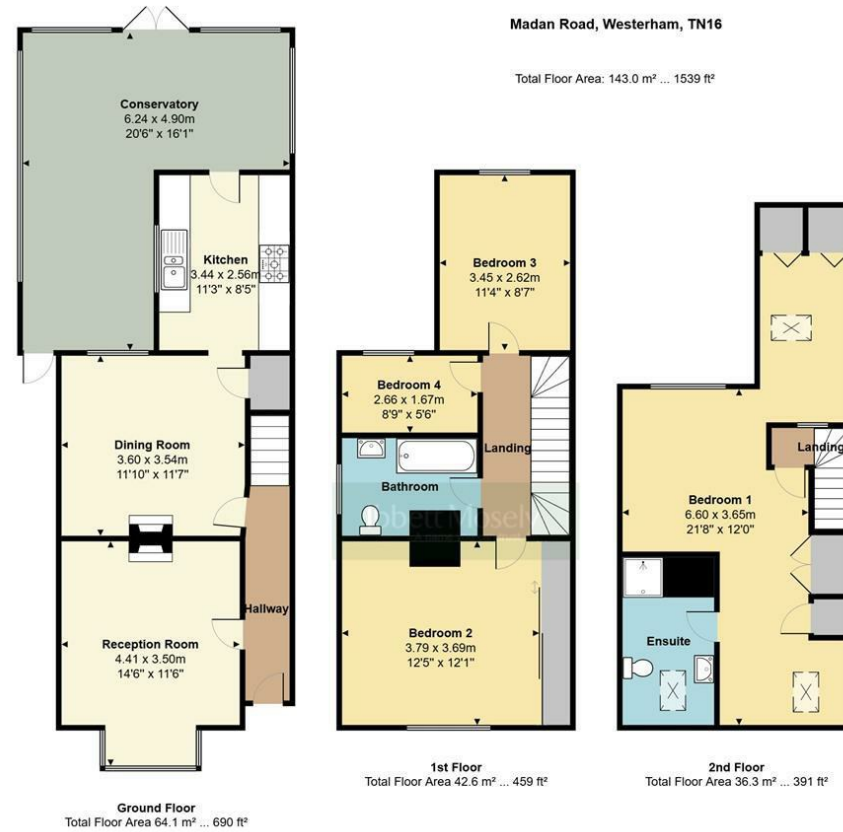 Madan Road, Westerham, TN16
Total Floor Area: 143.0 m² ... 1539 ft²
Conservatory
6.24 x 4.90m
20'6" x 16'1"
Kitchen
3.44 x 2.56m
11'3" x 8'5"
Dining Room
3.60 x 3.54m
11'10" x 11'7"
Hallway
Reception Room
4.41 x 3.50m
14'6" x 11'6"
Ground Floor
Total Floor Area 64.1 m² ... 690 ft²
Bedroom 3
3.45 x 2.62m
11'4" x 8'7"
Bedroom 4
2.66 x 1.67m
8'9" x 5'6"
Landing
Bathroom
Mosely
Bedroom 2
3.79 x 3.69m
12'5" x 12'1"
1st Floor
Total Floor Area 42.6 m² ... 459 ft²
Landing
Bedroom 1
6.60 x 3.65m
21'8" x 12'0"
Ensuite
2nd Floor
Total Floor Area 36.3 m² ... 391 ft²